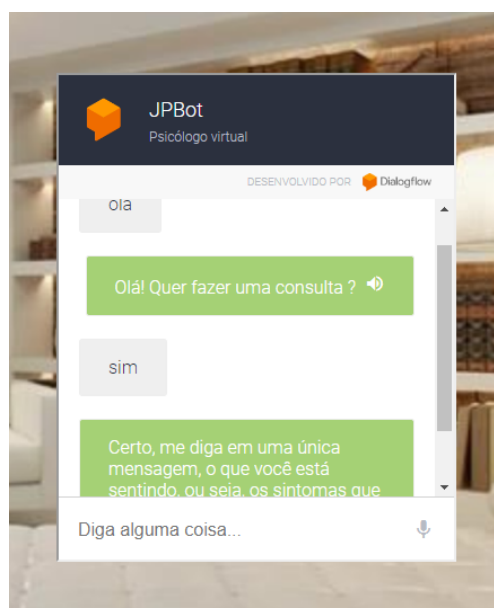 JPBot
Psicólogo virtual
DESENVOLVIDO POR Dialogflow
ola
Olá! Quer fazer uma consulta ?
sim
Certo, me diga em uma única
mensagem, o que você está
sentindo, ou seja, os sintomas que
Diga alguma coisa...